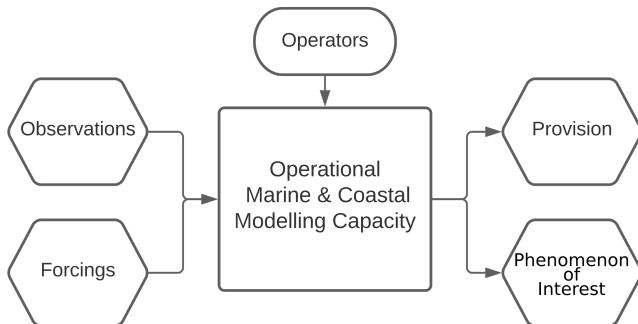 Operators
Observations
Forcings
Operational
Marine & Coastal
Modelling Capacity
Provision
Phenomenon
of
Interest